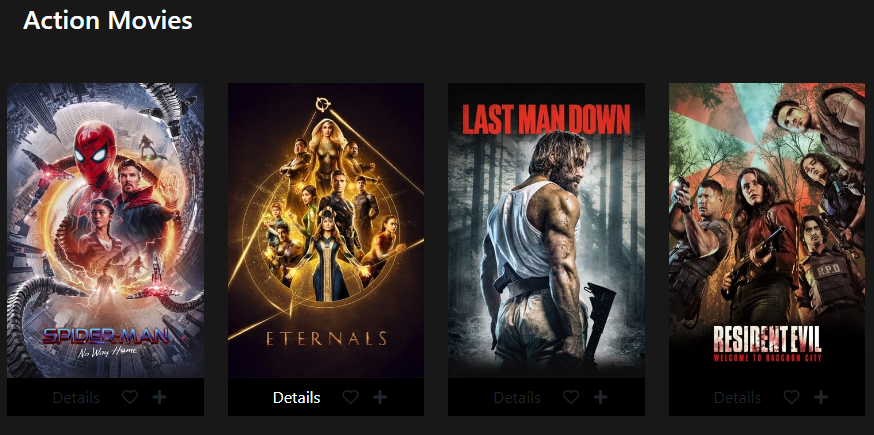 Action Movies
SPIDER-MAN
NO WAY HOME
ETERNALS
LAST MAN DOWN
R.P.D.
RESIDENT EVIL
WELCOME TO RACCOON CITY
Details
Details
Details
Details